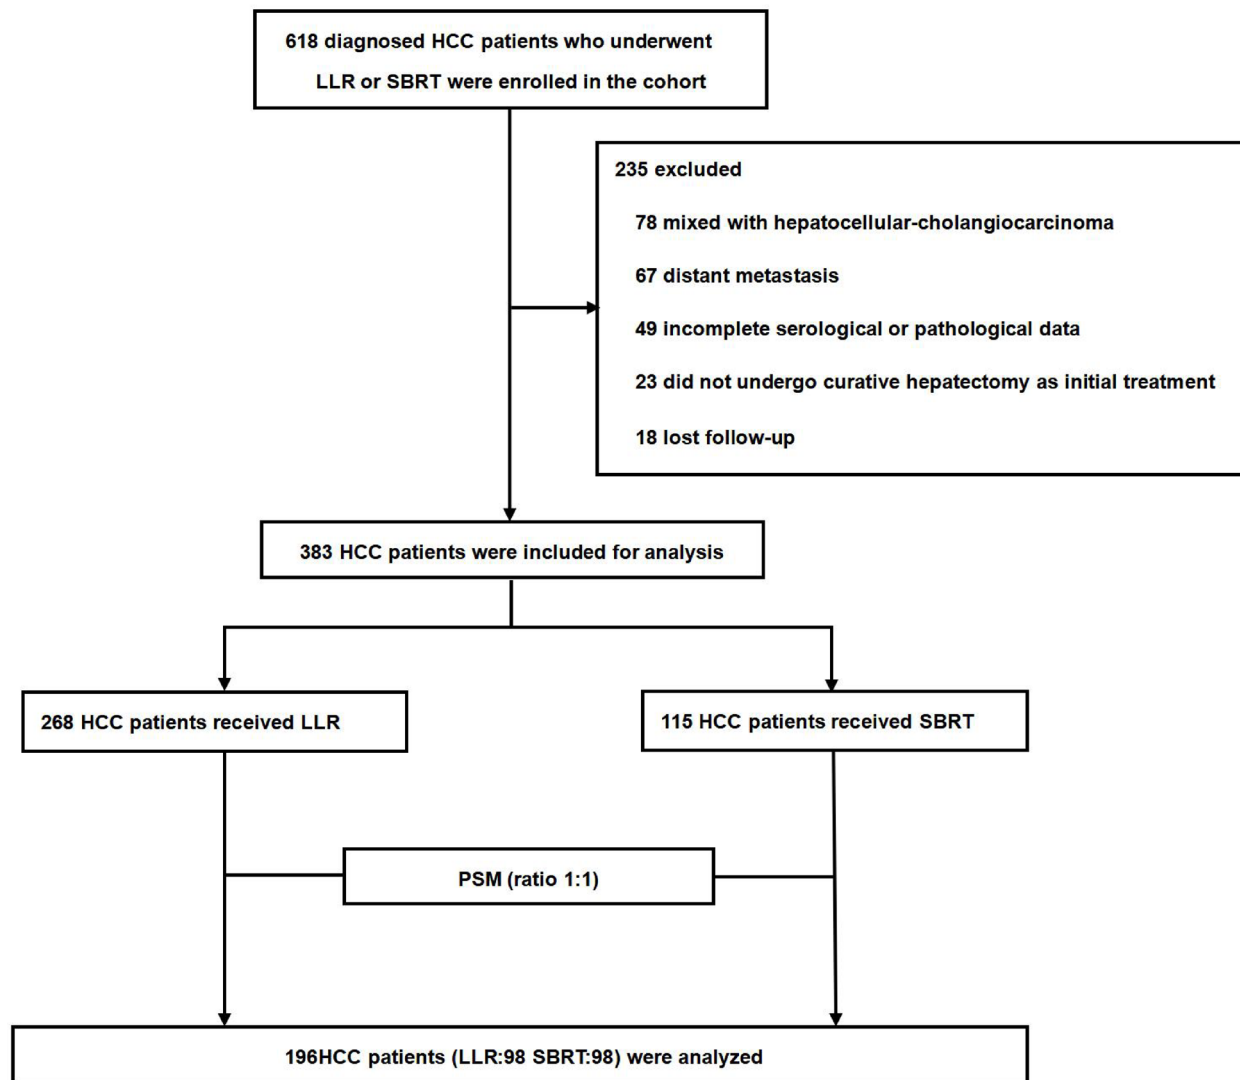 618 diagnosed HCC patients who underwent
LLR or SBRT were enrolled in the cohort
235 excluded
78 mixed with hepatocellular-cholangiocarcinoma
67 distant metastasis
49 incomplete serological or pathological data
23 did not undergo curative hepatectomy as initial treatment
18 lost follow-up
383 HCC patients were included for analysis
268 HCC patients received LLR
115 HCC patients received SBRT
PSM (ratio 1:1)
196HCC patients (LLR:98 SBRT:98) were analyzed